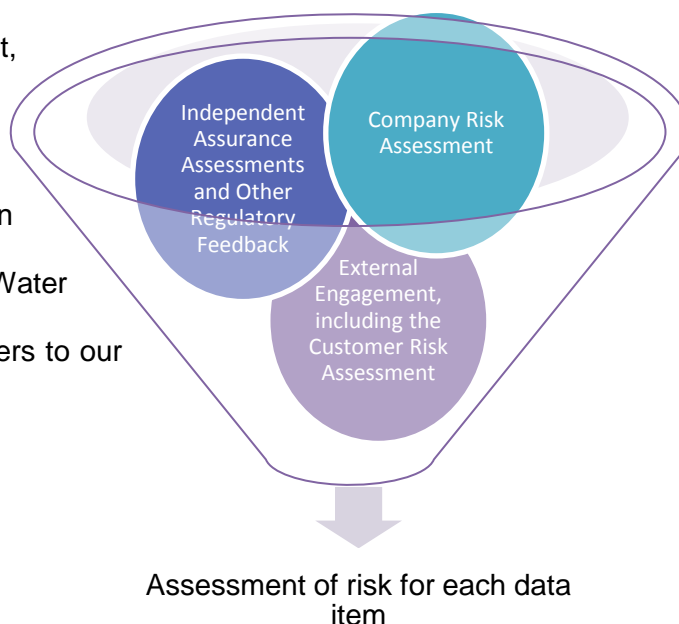 t,
n
Water
ers to our
Independent
Assurance
Assessments
and Other
Regulatory
Feedback
Company Risk
Assessment
External
Engagement,
including the
Customer Risk
Assessment
Assessment of risk for each data
item